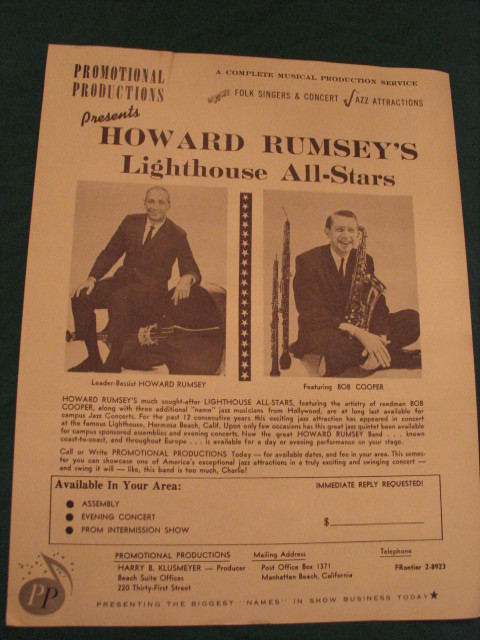 PROMOTIONAL
PRODUCTIONS
A COMPLETE MUSICAL PRODUCTION SERVICE
FOLK SINGERS & CONCERT JAZZ ATTRACTIONS
Presents
HOWARD RUMSEY'S
Lighthouse All-Stars
Leader-Bassist HOWARD RUMSEY
Featuring BOB COOPER
HOWARD RUMSEY'S much sought-after LIGHTHOUSE ALL-STARS, featuring the artistry of reedman BOB
COOPER, along with three additional "name" jazz musicians from Hollywood, are at long last available for
campus Jazz Concerts. For the past 12 consecutive years this exciting jazz attraction has appeared in concert
at the famous Lighthouse, Hermosa Beach, Calif. Upon only few occasions has this great jazz quintet been available
for campus sponsored assemblies and evening concerts. Now the great HOWARD RUMSEY Band . . . known
coast-to-coast, and throughout Europe . . . is available for a day or evening performance on your stage.
Call or Write PROMOTIONAL PRODUCTIONS Today — for available dates, and fee in your area. This semes-
ter you can showcase one of America's exceptional jazz attractions in a truly exciting and swinging concert —
and swing it will — like, this band is too much, Charlie!
Available In Your Area:
IMMEDIATE REPLY REQUESTED!
● ASSEMBLY
● EVENING CONCERT
● PROM INTERMISSION SHOW
$
PROMOTIONAL PRODUCTIONS
HARRY B. KLUSMEYER — Producer
Beach Suite Offices
220 Thirty-First Street
Mailing Address
Post Office Box 1371
Manhattan Beach, California
Telephone
FRontier 2-8923
PP
PRESENTING THE BIGGEST "NAMES" IN SHOW BUSINESS TODAY★